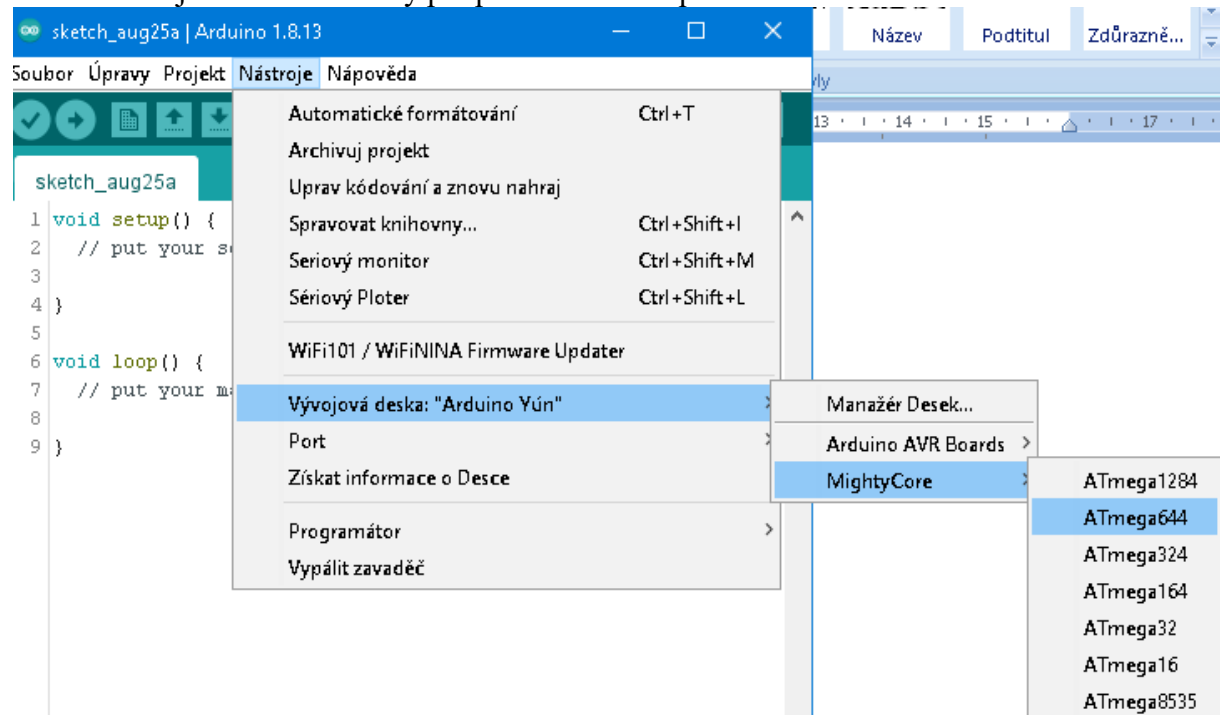 sketch_aug25a | Arduino 1.8.13
Název Podtitul Zdůrazně...
Soubor Úpravy Projekt Nástroje Nápověda
13 14 15 17
Automatické formátování Ctrl+T
Archivuj projekt
sketch_aug25a
Uprav kódování a znovu nahraj
1 void setup() {
Spravovat knihovny... Ctrl+Shift+I
2 // put your s
Seriový monitor Ctrl+Shift+M
3
Sériový Ploter Ctrl+Shift+L
4 }
5
WiFi101 / WiFiNINA Firmware Updater
6 void loop() {
7 // put your m
Vývojová deska: "Arduino Yún"
Manažér Desek...
8
Port
Arduino AVR Boards
9 }
Získat informace o Desce
MightyCore
ATmega1284
ATmega644
Programátor
ATmega324
Vypálit zavaděč
ATmega164
ATmega32
ATmega16
ATmega8535